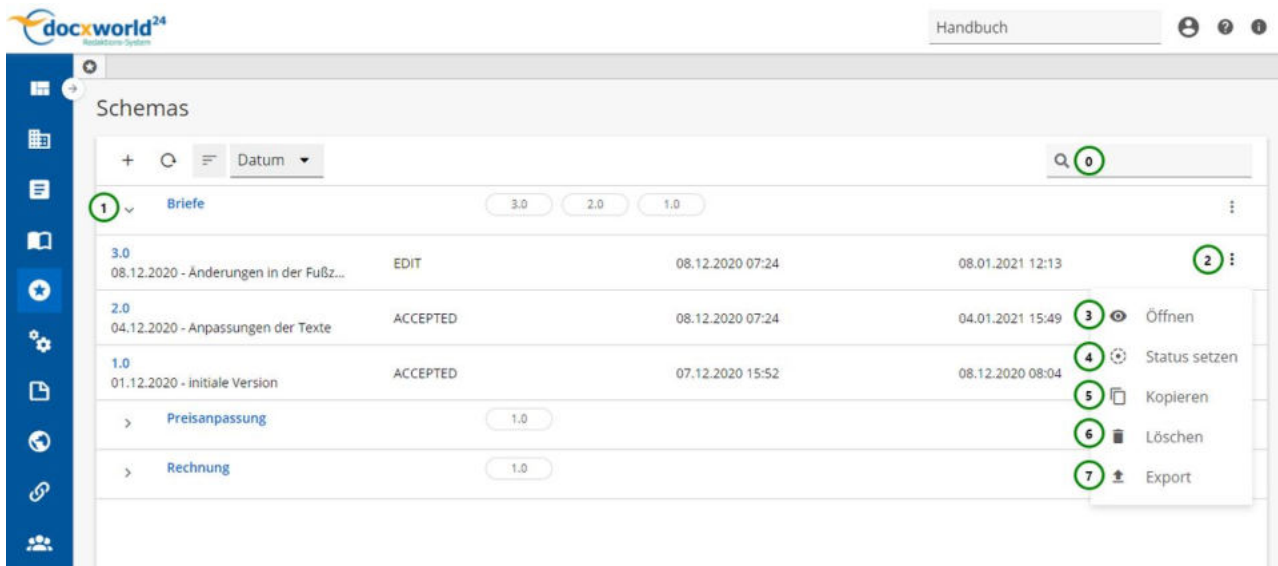 docxworld24
Redaktions-System
Handbuch
Schemas
Datum
0
1
Briefe 3.0 2.0 1.0
3.0
08.12.2020 - Änderungen in der Fußz... EDIT 08.12.2020 07:24 08.01.2021 12:13 2
2.0
04.12.2020 - Anpassungen der Texte ACCEPTED 08.12.2020 07:24 04.01.2021 15:49
1.0
01.12.2020 - initiale Version ACCEPTED 07.12.2020 15:52 08.12.2020 08:04
Preisanpassung 1.0
Rechnung 1.0
3 Öffnen
4 Status setzen
5 Kopieren
6 Löschen
7 Export